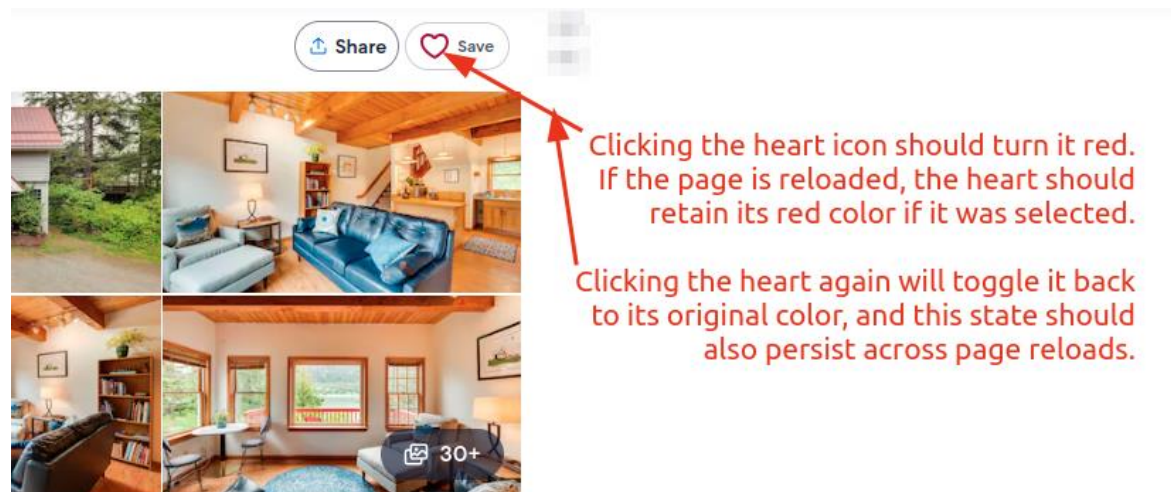 Share
Save
Clicking the heart icon should turn it red.
If the page is reloaded, the heart should
retain its red color if it was selected.
Clicking the heart again will toggle it back
to its original color, and this state should
also persist across page reloads.
30+